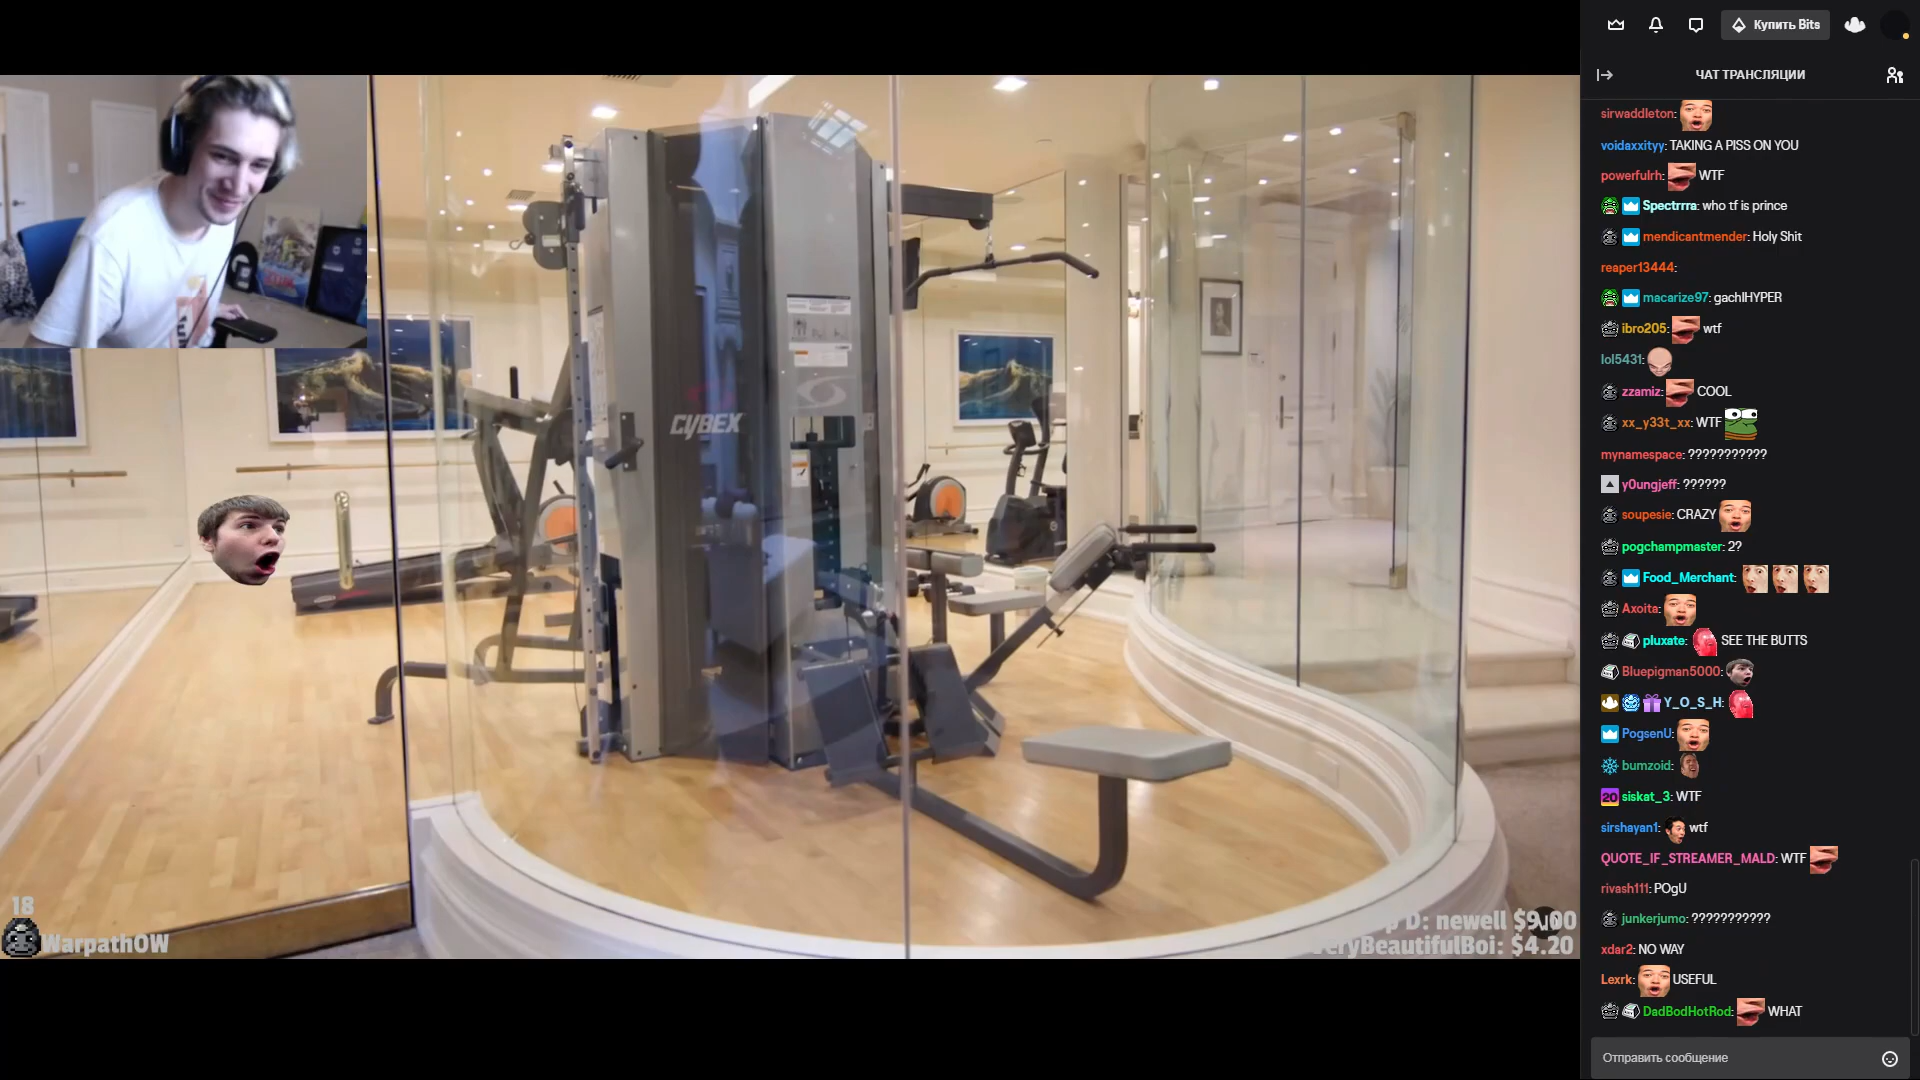 Купить Bits
ЧАТ ТРАНСЛЯЦИИ
sirwaddleton:
voidaxxityy: TAKING A PISS ON YOU
powerfulrh: WTF
Spectrrra: who tf is prince
mendicantmender: Holy Shit
reaper13444:
macarize97: gachIHYPER
ibro205: wtf
lol5431:
zzamiz: COOL
xx_y33t_xx: WTF
mynamespace: ???????????
y0ungjeff: ??????
soupesie: CRAZY
pogchampmaster: 2?
Food_Merchant:
Axoita:
pluxate: SEE THE BUTTS
Bluepigman5000:
Y_O_S_H:
PogsenU:
bumzoid:
20 siskat_3: WTF
sirshayan1: wtf
QUOTE_IF_STREAMER_MALD: WTF
rivash111: POgU
junkerjumo: ???????????
xdar2: NO WAY
Lexrk: USEFUL
DadBodHotRod: WHAT
Отправить сообщение
CYBEX
18
WarpathOW
D: newell $9.00
eryBeautifulBoi: $4.20